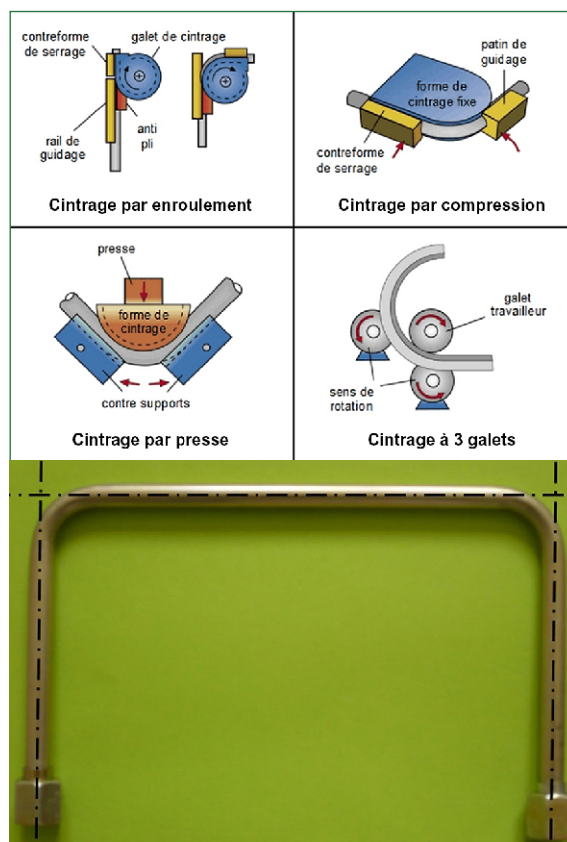 contreforme
de serrage
galet de cintrage
rail de
guidage
anti
pli
Cintrage par enroulement
patin de
guidage
forme de
cintrage fixe
contreforme
de serrage
Cintrage par compression
presse
forme de
cintrage
contre supports
Cintrage par presse
galet
travailleur
sens de
rotation
Cintrage à 3 galets